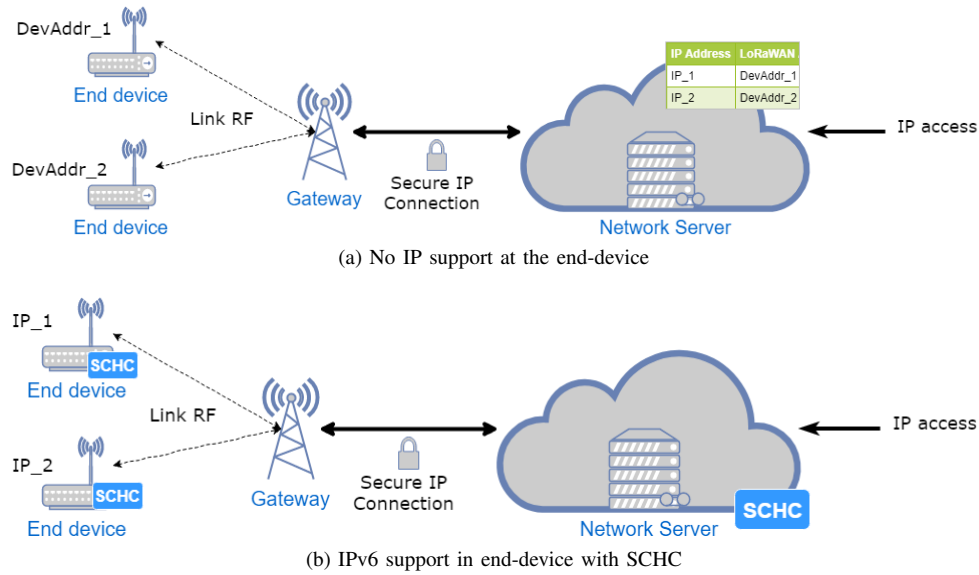 DevAddr_1
End device
Link RF
DevAddr_2
End device
Gateway
Secure IP
Connection
IP Address LoRaWAN
IP_1 DevAddr_1
IP_2 DevAddr_2
IP access
Network Server
(a) No IP support at the end-device
IP_1
SCHC
End device
Link RF
IP_2
SCHC
End device
Gateway
Secure IP
Connection
IP access
SCHC
Network Server
(b) IPv6 support in end-device with SCHC